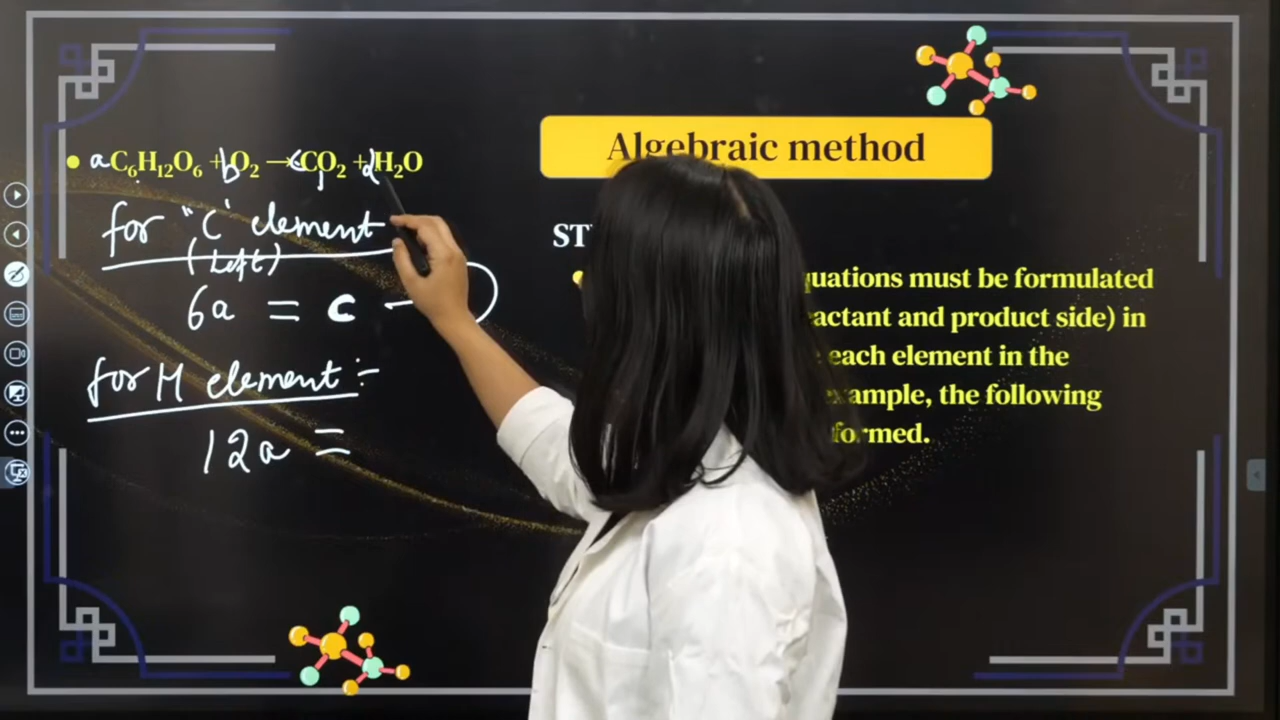 Algebraic method
aC6H12O6 + bO2 → cCO2 + dH2O
for "C" element
(Left)
6a = c –
for H element :-
12a =
ST
quations must be formulated
actant and product side) in
each element in the
xample, the following
formed.